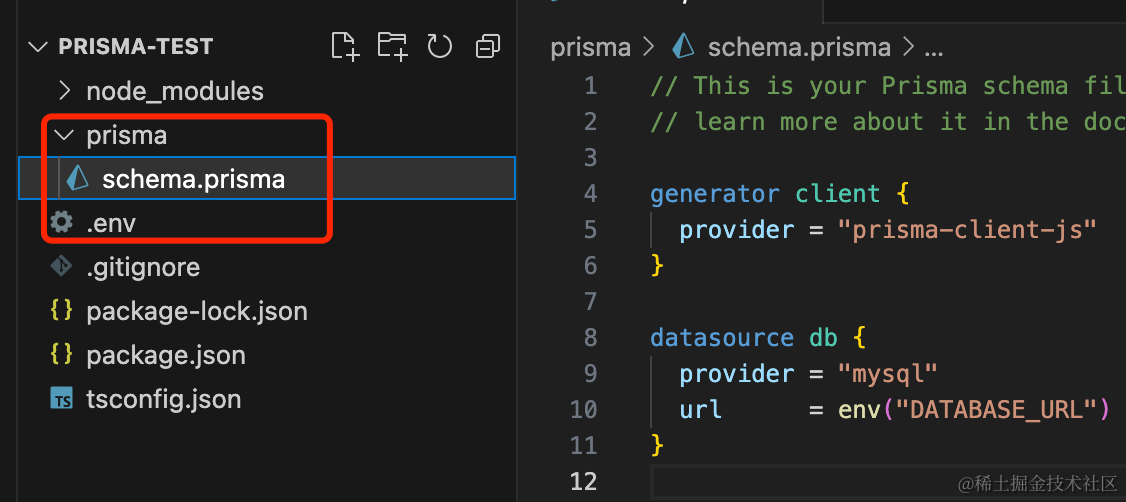 PRISMA-TEST
node_modules
prisma
schema.prisma
.env
.gitignore
{} package-lock.json
{} package.json
TS tsconfig.json
prisma > schema.prisma > ...
1 // This is your Prisma schema fil
2 // learn more about it in the doc
3
4 generator client {
5 provider = "prisma-client-js"
6 }
7
8 datasource db {
9 provider = "mysql"
10 url = env("DATABASE_URL")
11 }
12
@稀土掘金技术社区